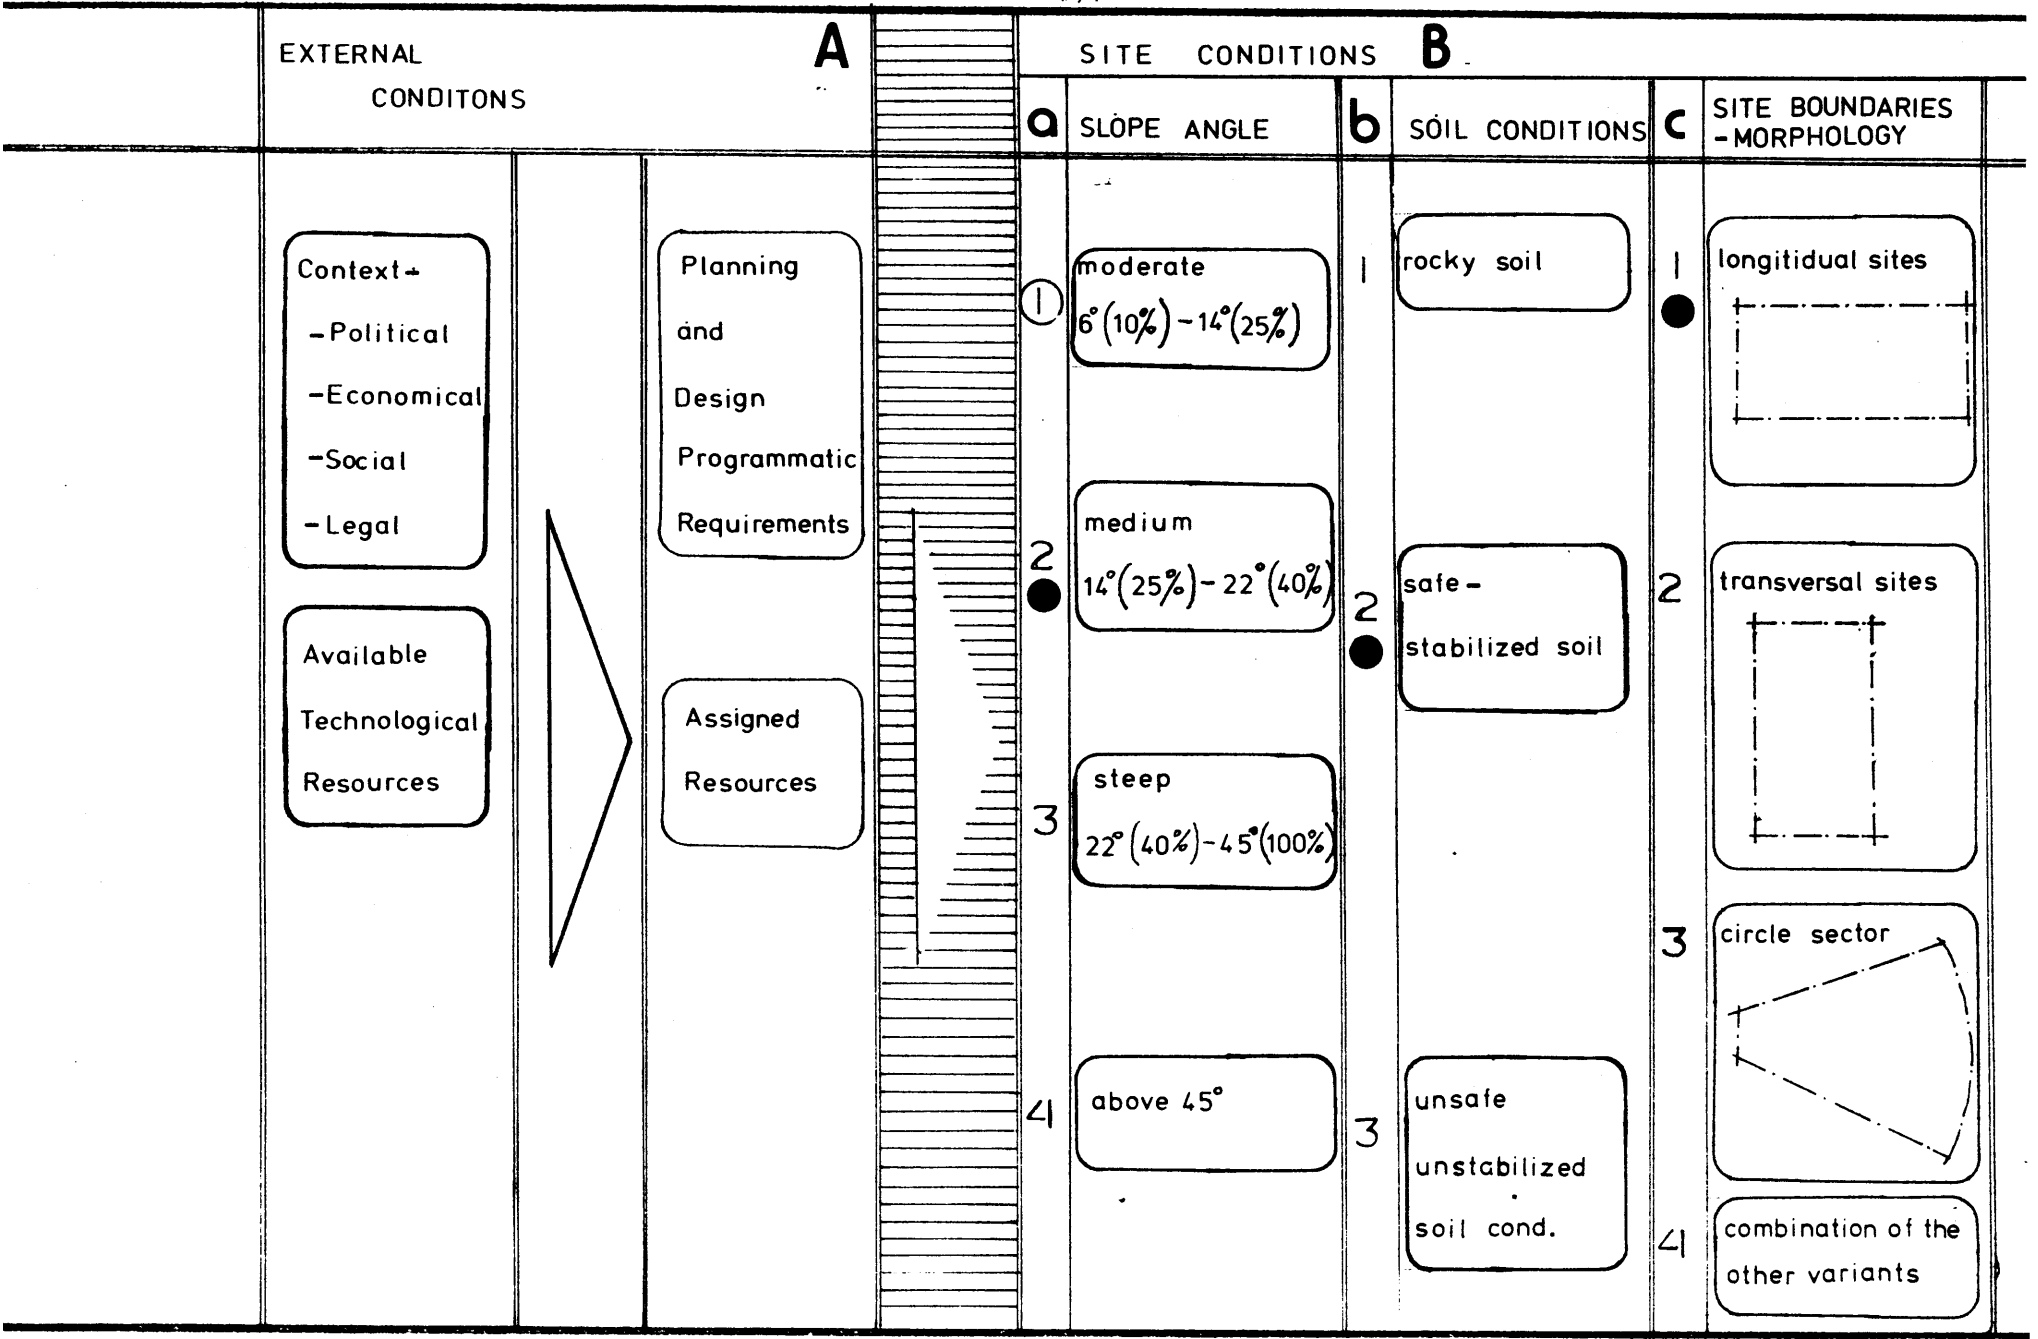 EXTERNAL
CONDITONS
A
Context-
-Political
-Economical
-Social
-Legal
Available
Technological
Resources
Planning
and
Design
Programmatic
Requirements
Assigned
Resources
SITE CONDITIONS B
a SLOPE ANGLE
1
moderate
6°(10%)-14°(25%)
2
medium
14°(25%)-22°(40%)
3
steep
22°(40%)-45°(100%)
4
above 45°
b SOIL CONDITIONS
1
rocky soil
2
safe-
stabilized soil
3
unsafe
unstabilized
soil cond.
c SITE BOUNDARIES
-MORPHOLOGY
1
longitidual sites
2
transversal sites
3
circle sector
4
combination of the
other variants